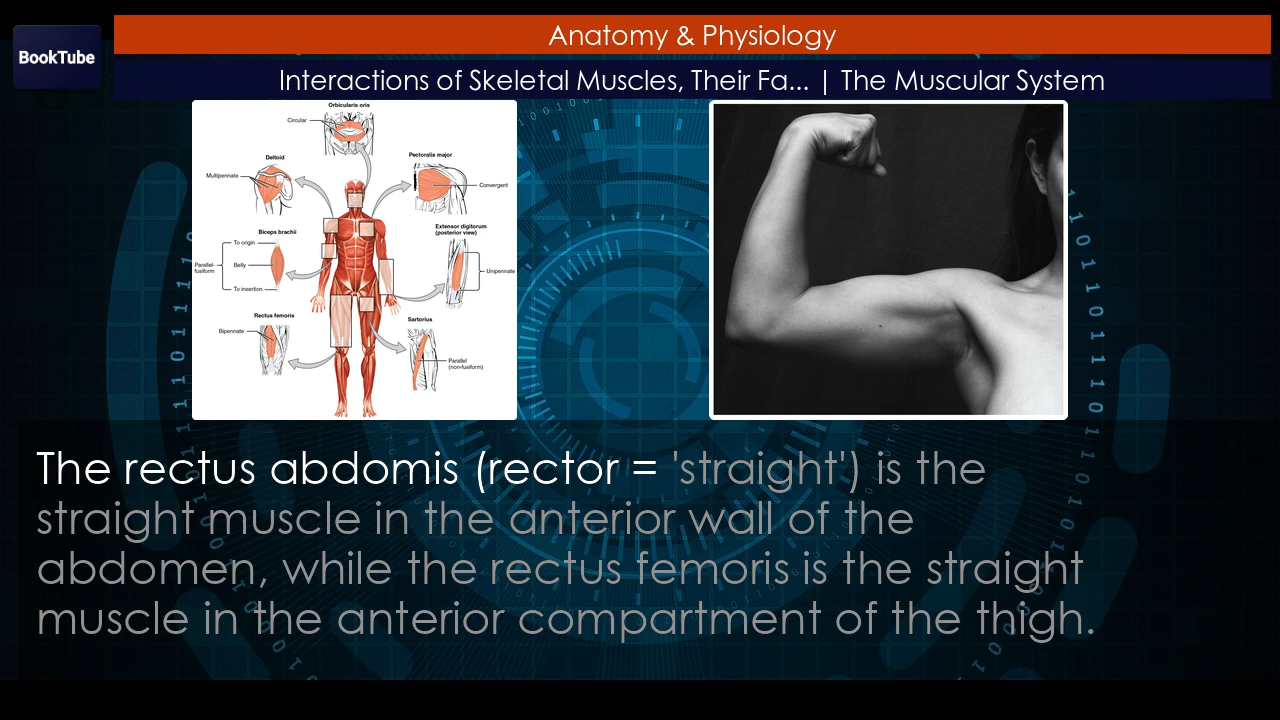 BookTube
Anatomy & Physiology
Interactions of Skeletal Muscles, Their Fa... | The Muscular System
Orbicularis oris
Circular
Deltoid
Multipennate
Pectoralis major
Convergent
Biceps brachii
To origin
Parallel-
fusiform
Belly
To insertion
Extensor digitorum
(posterior view)
Unipennate
Rectus femoris
Bipennate
Sartorius
Parallel
(non-fusiform)
The rectus abdomis (rector = 'straight') is the
straight muscle in the anterior wall of the
abdomen, while the rectus femoris is the straight
muscle in the anterior compartment of the thigh.